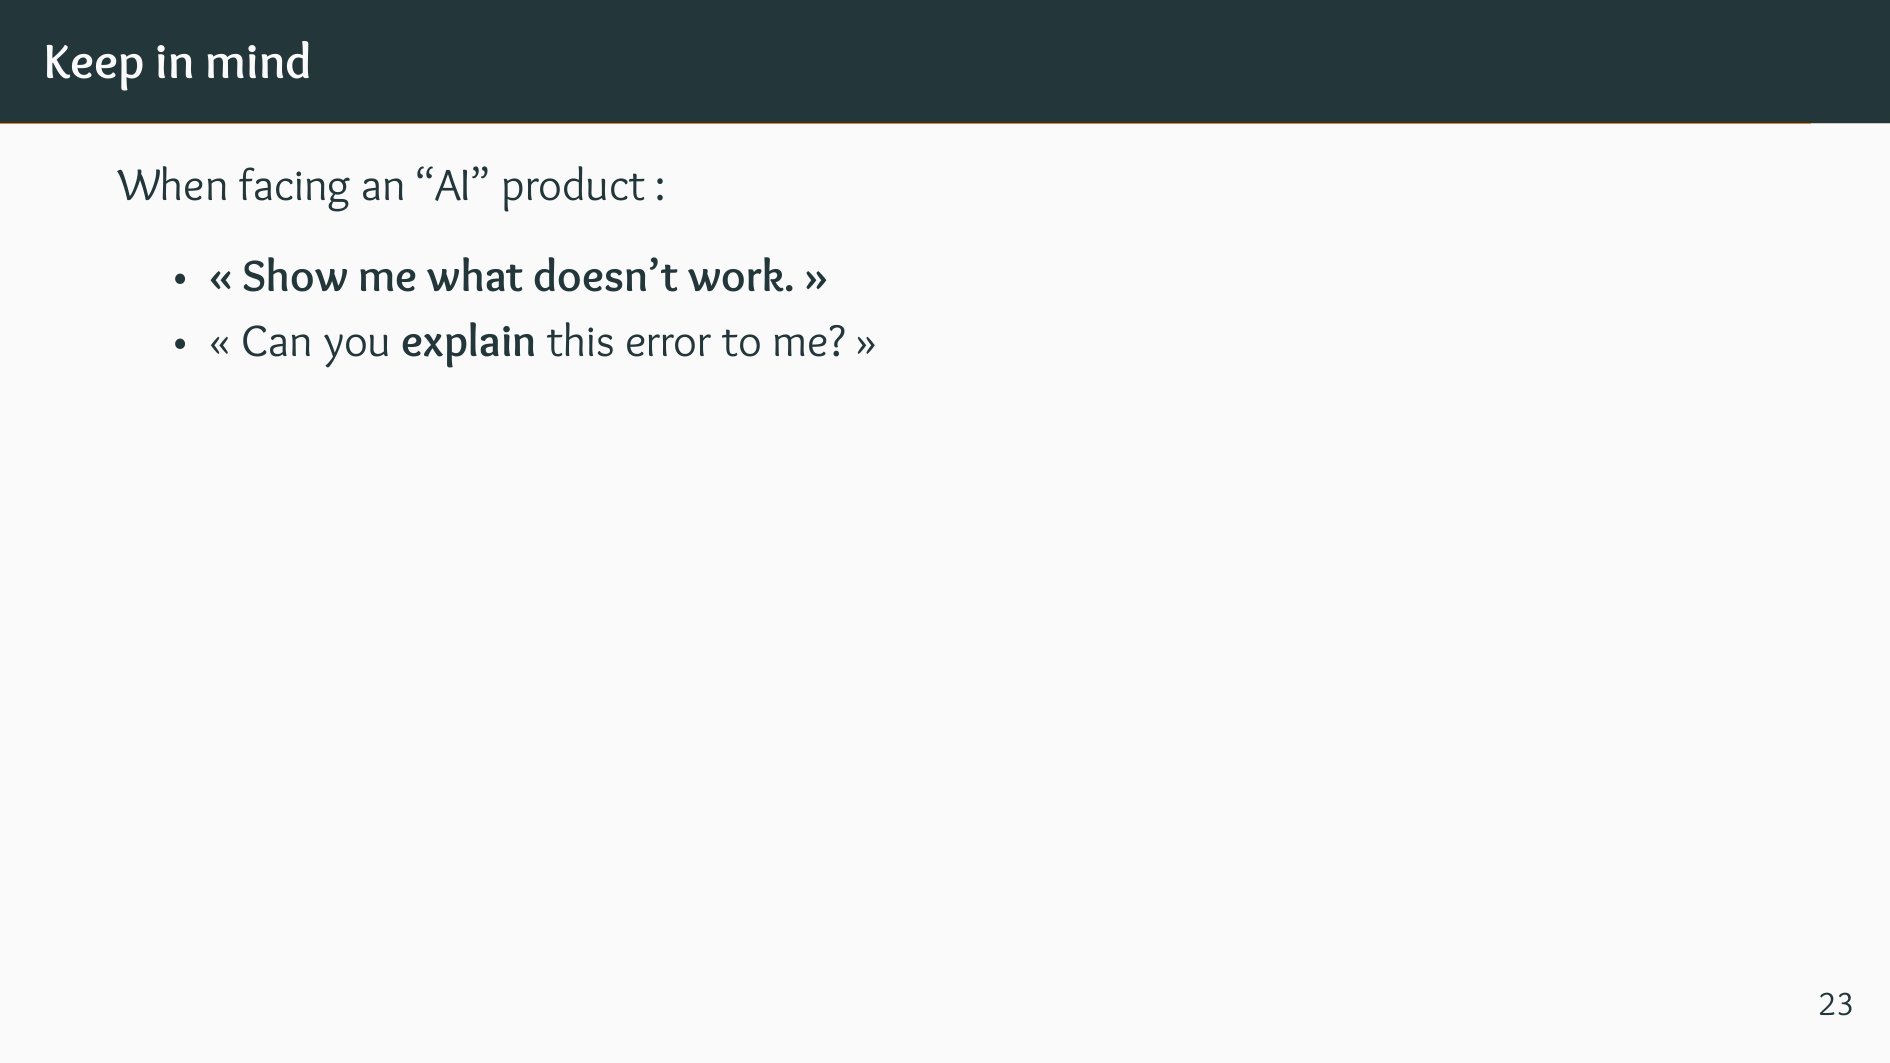 Keep in mind
When facing an “AI” product :
• « Show me what doesn’t work. »
• « Can you explain this error to me? »
23